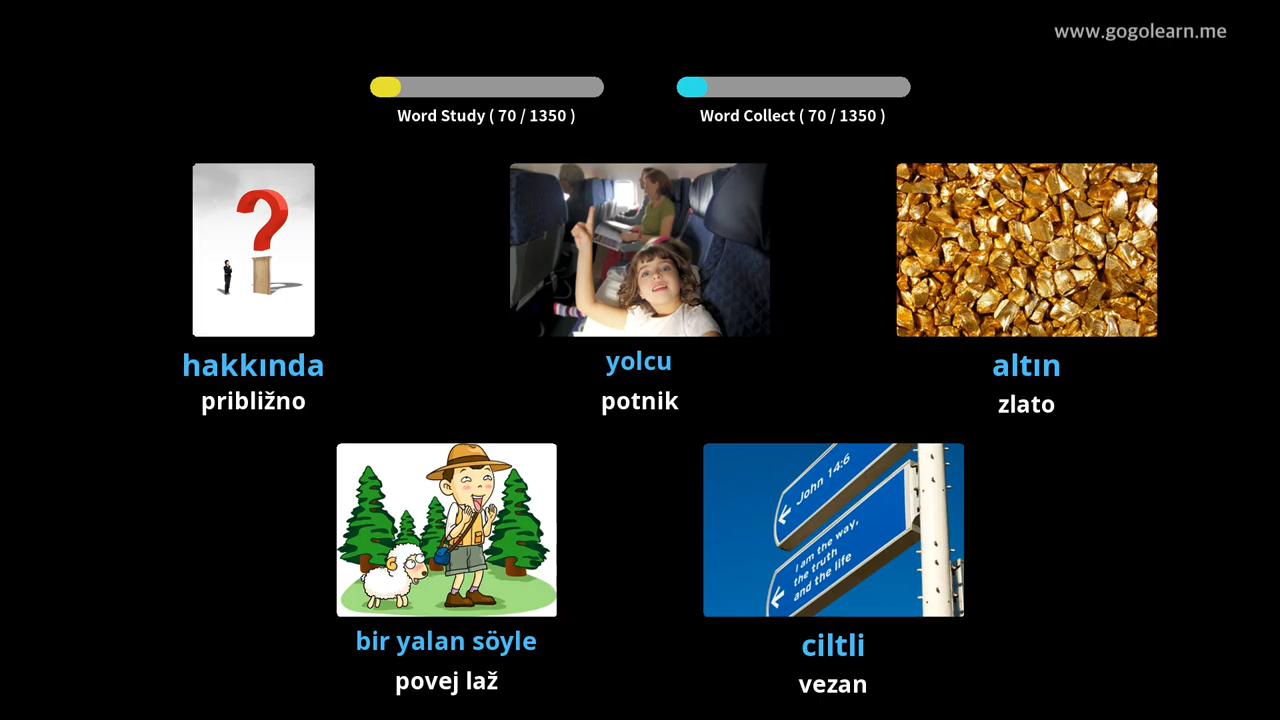 www.gogolearn.me
Word Study ( 70 / 1350 )
Word Collect ( 70 / 1350 )
?
hakkında
približno
yolcu
potnik
altın
zlato
John 14:6
I am the way,
the truth
and the life
bir yalan söyle
povej laž
ciltli
vezan